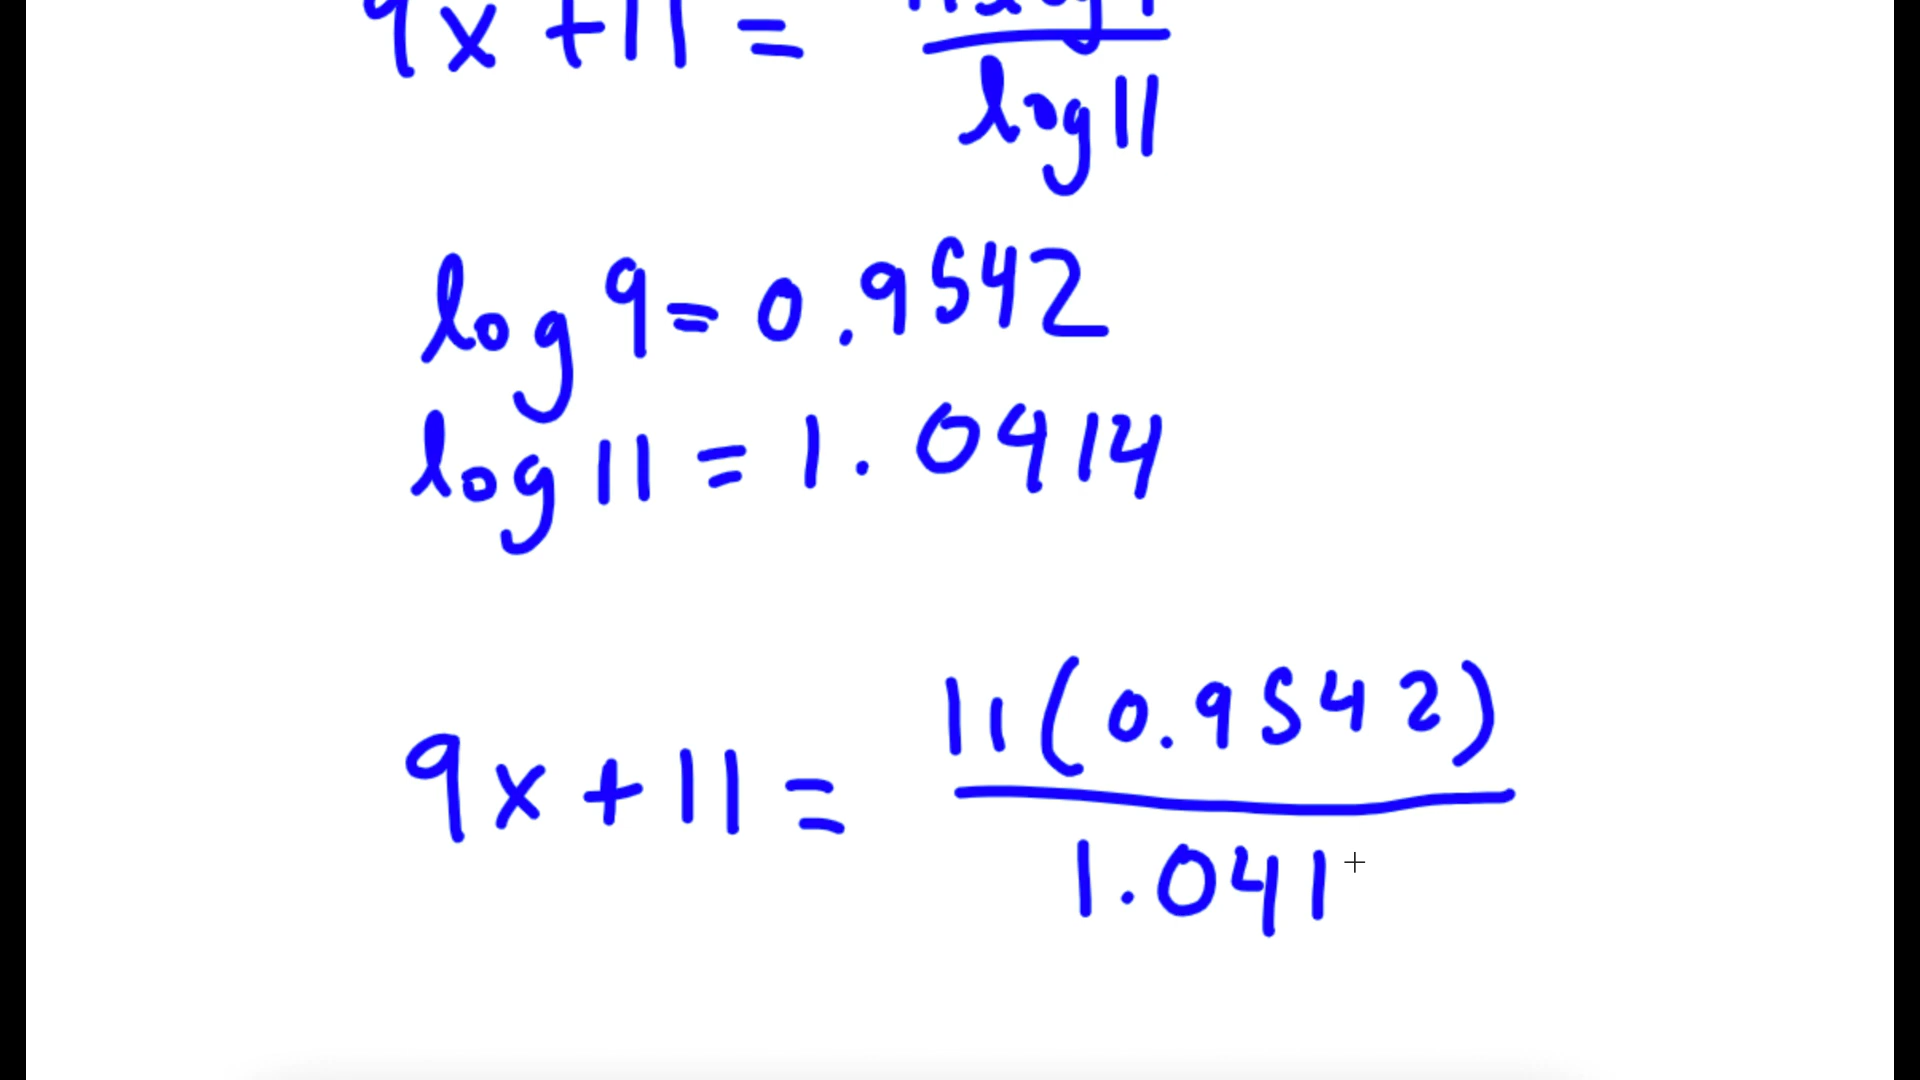 9x + 11 =
log 11
log 9 = 0.9542
log 11 = 1.0414
9x + 11 = 11(0.9542)
1.041